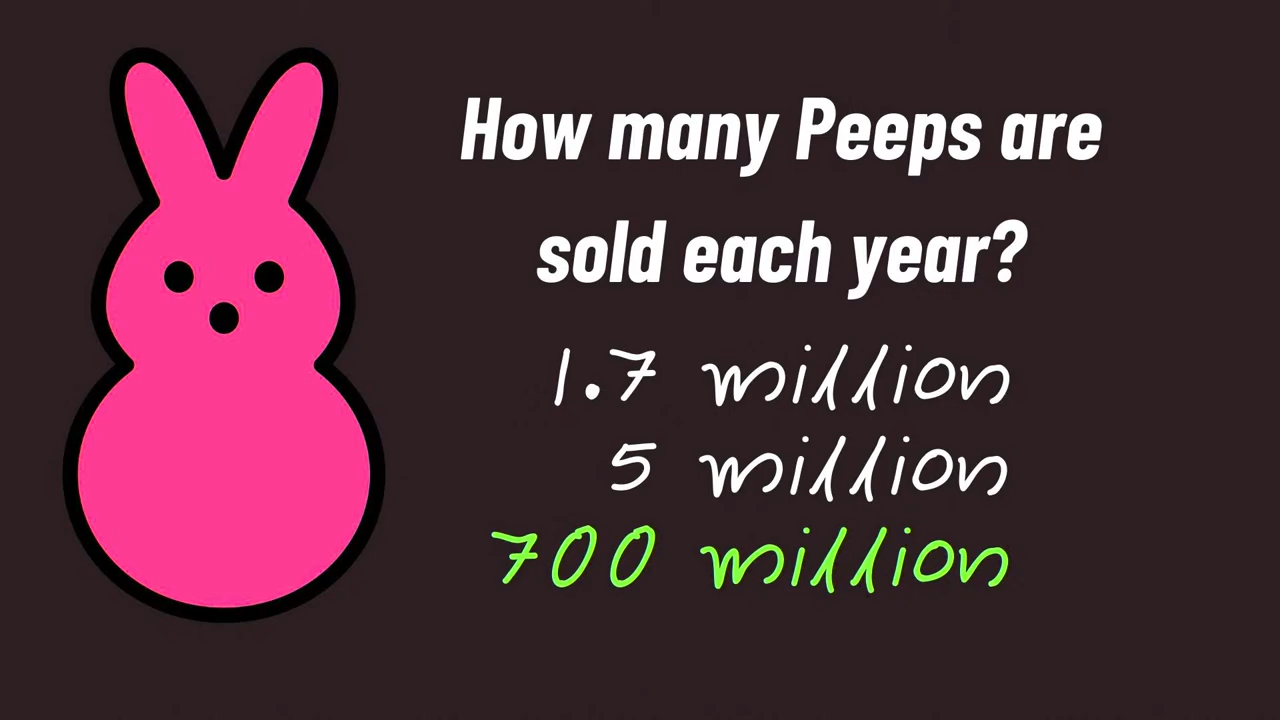 How many Peeps are
sold each year?
1.7 million
5 million
700 million